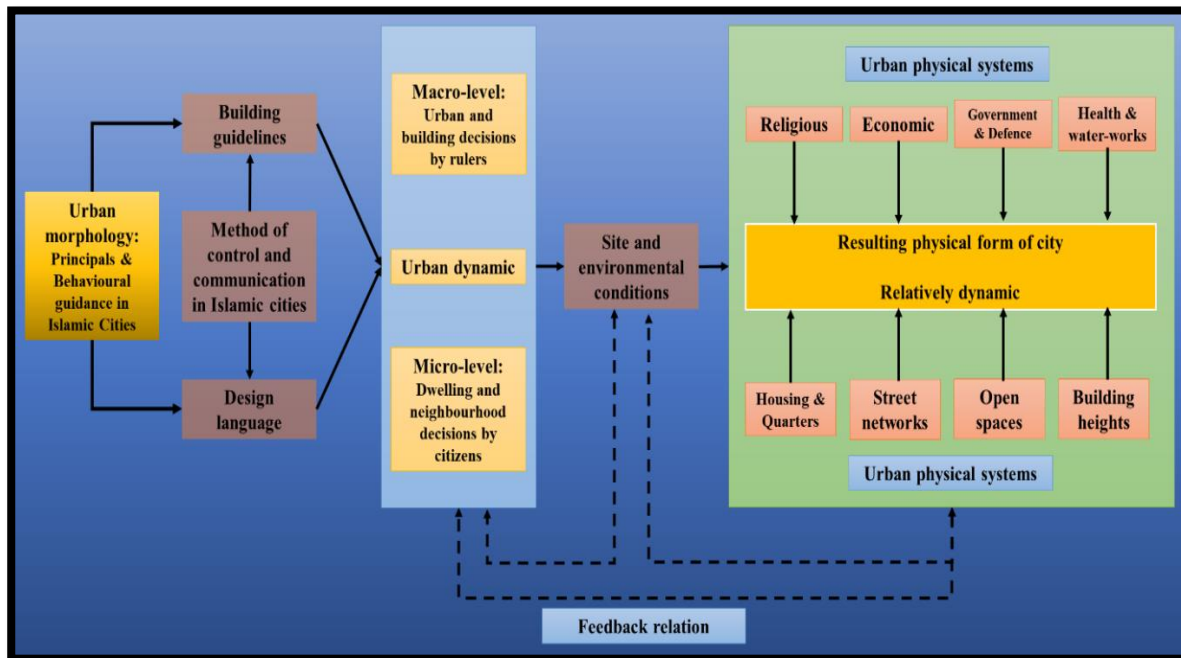 Urban
morphology:
Principals &
Behavioural
guidance in
Islamic Cities
Building
guidelines
Method of
control and
communication
in Islamic cities
Design
language
Macro-level:
Urban and
building decisions
by rulers
Urban dynamic
Micro-level:
Dwelling and
neighbourhood
decisions by
citizens
Site and
environmental
conditions
Urban physical systems
Religious
Economic
Government
& Defence
Health &
water-works
Resulting physical form of city
Relatively dynamic
Housing &
Quarters
Street
networks
Open
spaces
Building
heights
Urban physical systems
Feedback relation